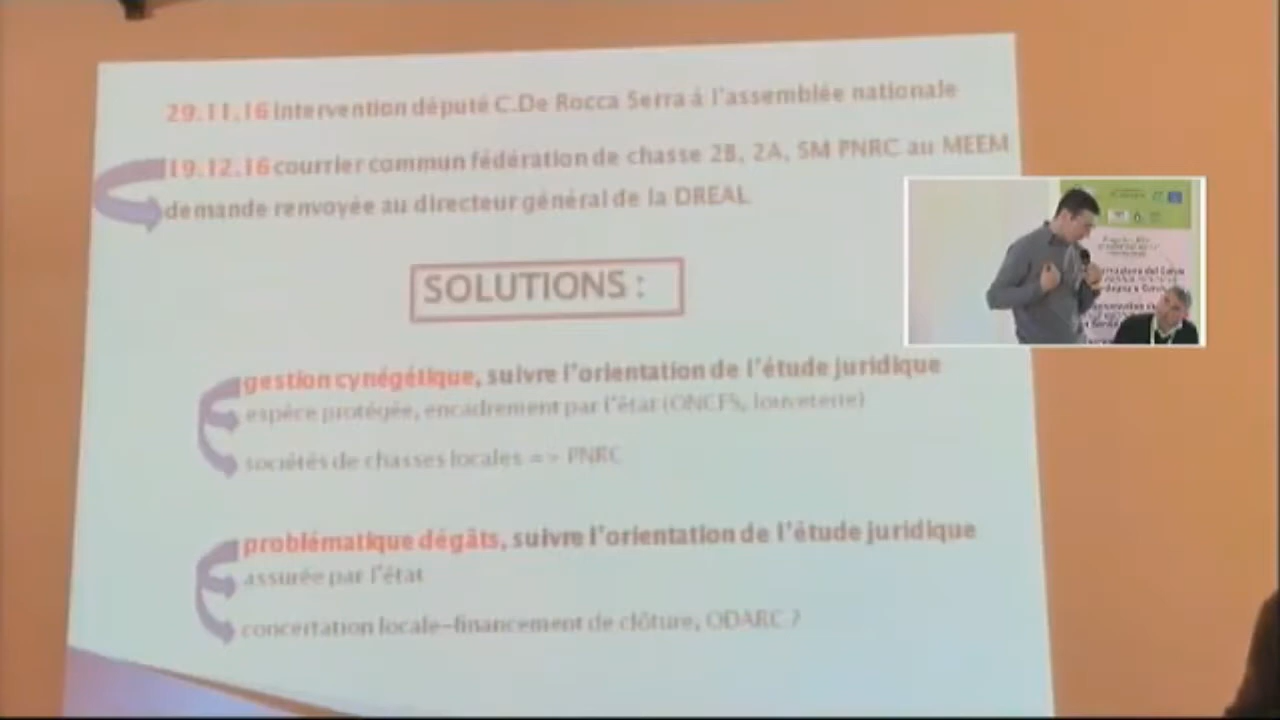 29.11.16 intervention député C.De Rocca Serra à l'assemblée nationale
19.12.16 courrier commun fédération de chasse 2B, 2A, SM PNRC au MEEM
demande renvoyée au directeur général de la DREAL
SOLUTIONS :
gestion cynégétique, suivre l'orientation de l'étude juridique
espèce protégée, encadrement par l'état (ONCFS, louveterie)
sociétés de chasses locales => PNRC
problématique dégâts, suivre l'orientation de l'étude juridique
assurée par l'état
concertation locale-financement de clôture, ODARC ?